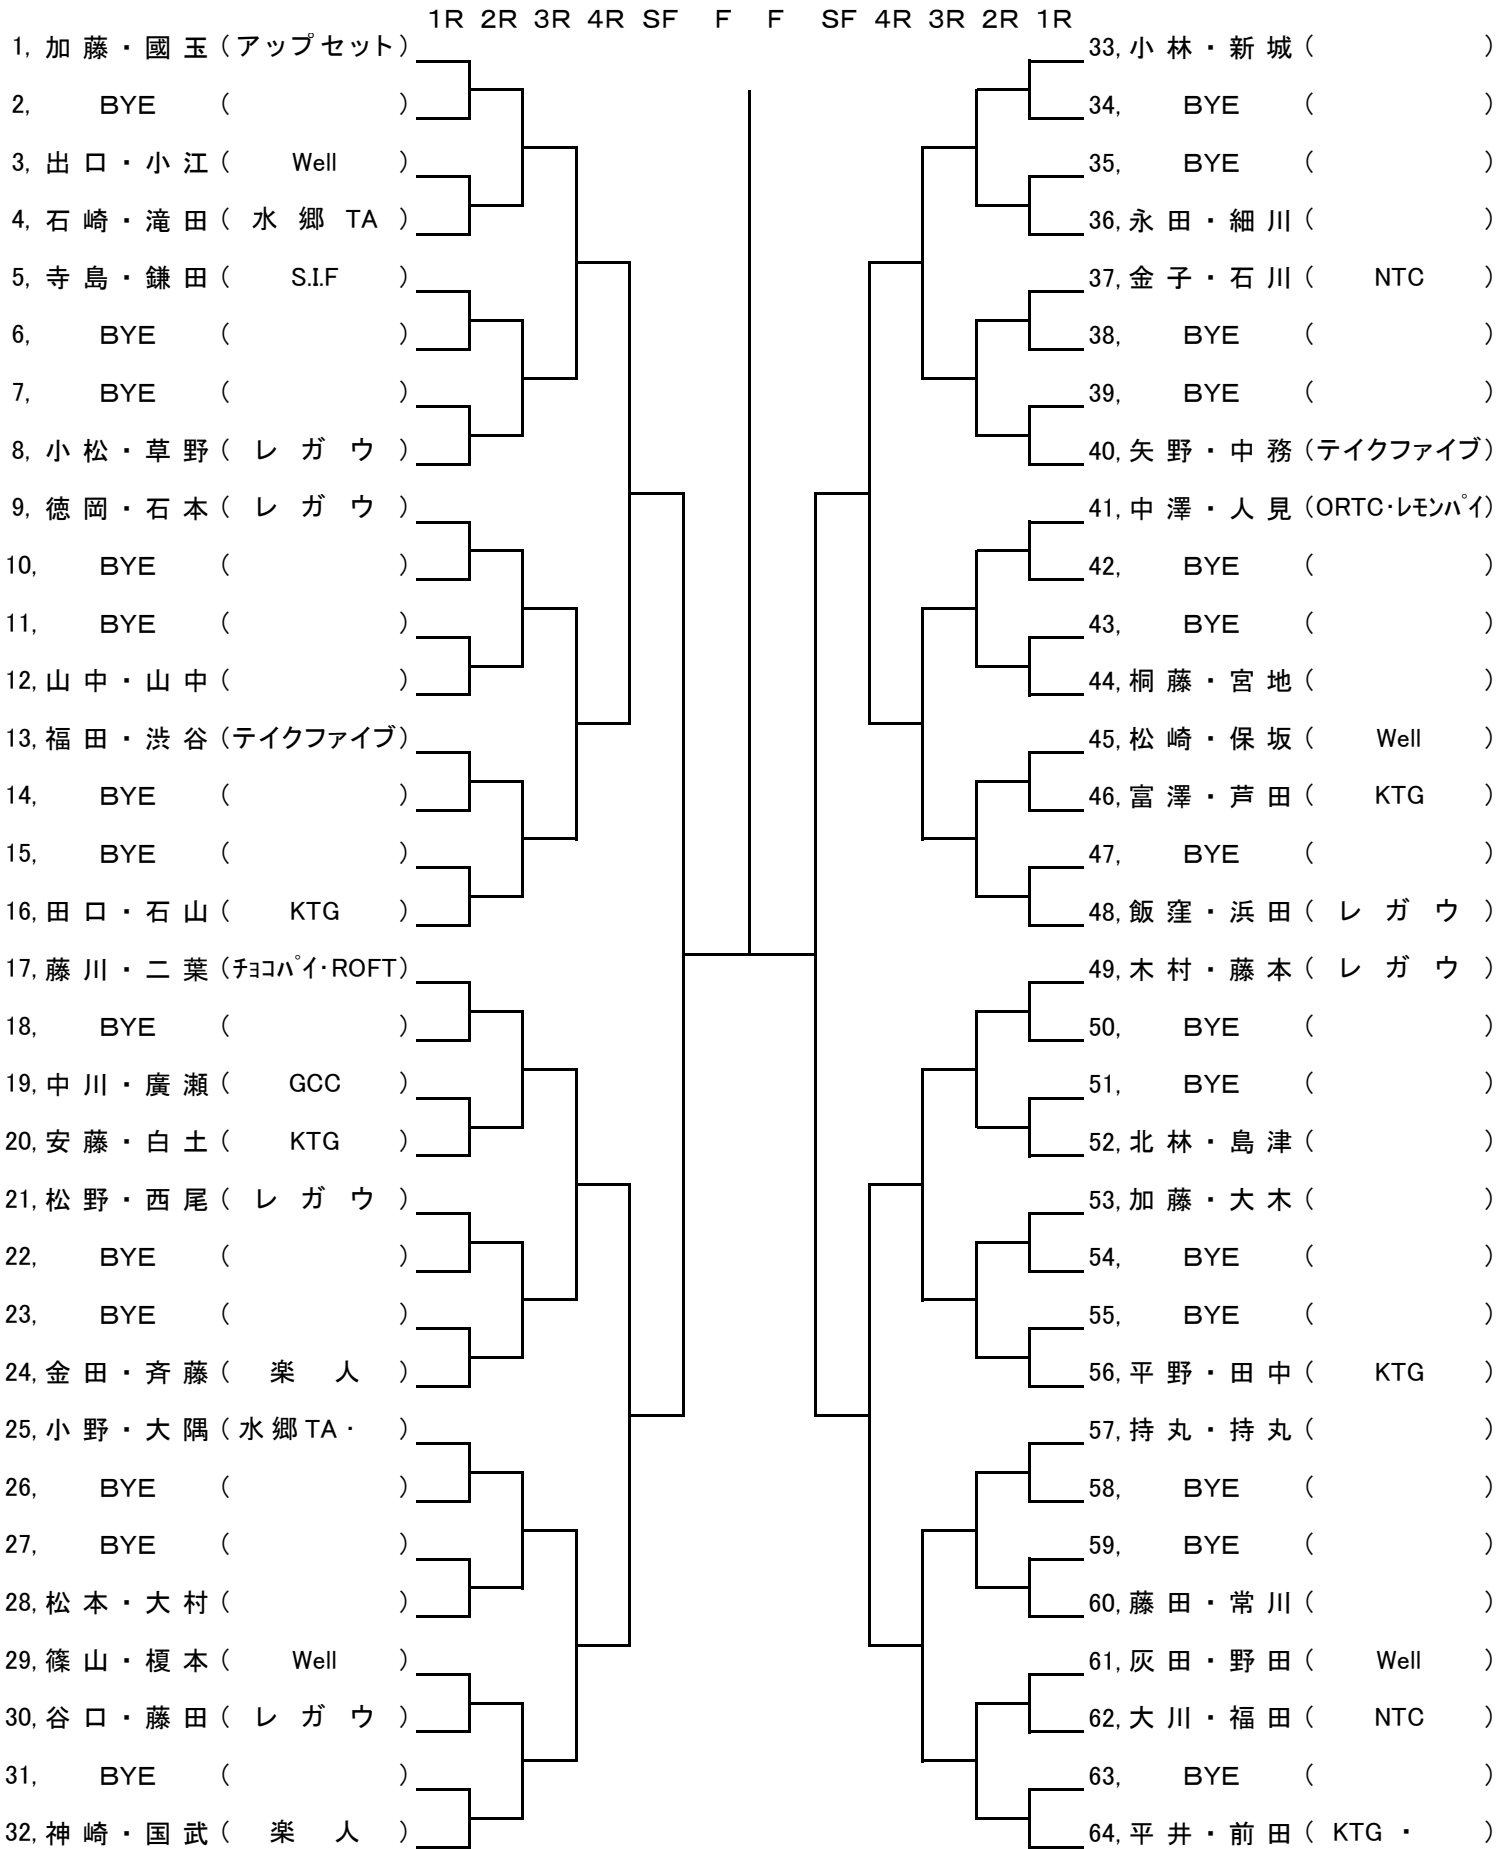 1R 2R 3R 4R SF F F SF 4R 3R 2R 1R
1, 加藤・國玉 (アップセット)
2, BYE ( )
3, 出口・小江 ( Well )
4, 石崎・滝田 ( 水郷TA )
5, 寺島・鎌田 ( S.I.F )
6, BYE ( )
7, BYE ( )
8, 小松・草野 ( レガウ )
9, 徳岡・石本 ( レガウ )
10, BYE ( )
11, BYE ( )
12, 山中・山中 ( )
13, 福田・渋谷 (テイクファイブ)
14, BYE ( )
15, BYE ( )
16, 田口・石山 ( KTG )
17, 藤川・二葉 (ﾁｮｺﾊﾟｲ・ROFT)
18, BYE ( )
19, 中川・廣瀬 ( GCC )
20, 安藤・白土 ( KTG )
21, 松野・西尾 ( レガウ )
22, BYE ( )
23, BYE ( )
24, 金田・斉藤 ( 楽人 )
25, 小野・大隅 ( 水郷TA・ )
26, BYE ( )
27, BYE ( )
28, 松本・大村 ( )
29, 篠山・榎本 ( Well )
30, 谷口・藤田 ( レガウ )
31, BYE ( )
32, 神崎・国武 ( 楽人 )
33, 小林・新城 ( )
34, BYE ( )
35, BYE ( )
36, 永田・細川 ( )
37, 金子・石川 ( NTC )
38, BYE ( )
39, BYE ( )
40, 矢野・中務 (テイクファイブ)
41, 中澤・人見 (ORTC・ﾚﾓﾝﾊﾟｲ)
42, BYE ( )
43, BYE ( )
44, 桐藤・宮地 ( )
45, 松崎・保坂 ( Well )
46, 富澤・芦田 ( KTG )
47, BYE ( )
48, 飯窪・浜田 ( レガウ )
49, 木村・藤本 ( レガウ )
50, BYE ( )
51, BYE ( )
52, 北林・島津 ( )
53, 加藤・大木 ( )
54, BYE ( )
55, BYE ( )
56, 平野・田中 ( KTG )
57, 持丸・持丸 ( )
58, BYE ( )
59, BYE ( )
60, 藤田・常川 ( )
61, 灰田・野田 ( Well )
62, 大川・福田 ( NTC )
63, BYE ( )
64, 平井・前田 ( KTG ・ )